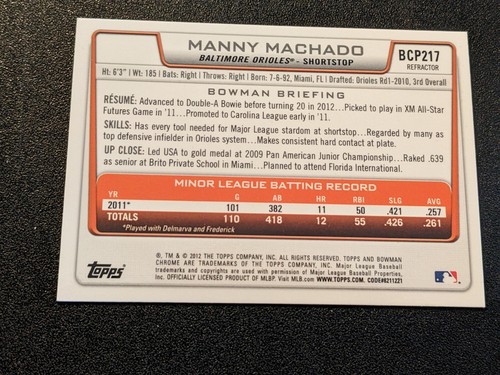 MANNY MACHADO
BALTIMORE ORIOLES® - SHORTSTOP
BCP217
REFRACTOR
Ht: 6'3" | Wt: 185 | Bats: Right | Throws: Right | Born: 7-6-92, Miami, FL | Drafted: Orioles Rd1-2010, 3rd Overall
BOWMAN BRIEFING
RÉSUMÉ: Advanced to Double-A Bowie before turning 20 in 2012...Picked to play in XM All-Star
Futures Game in '11...Promoted to Carolina League early in '11.
SKILLS: Has every tool needed for Major League stardom at shortstop...Regarded by many as
top defensive infielder in Orioles system...Makes consistent hard contact at plate.
UP CLOSE: Led USA to gold medal at 2009 Pan American Junior Championship...Raked .639
as senior at Brito Private School in Miami...Planned to attend Florida International.
MINOR LEAGUE BATTING RECORD
YR G AB HR RBI SLG AVG
2011* 101 382 11 50 .421 .257
TOTALS 110 418 12 55 .426 .261
*Played with Delmarva and Frederick
Topps
®, TM & © 2012 THE TOPPS COMPANY, INC. ALL RIGHTS RESERVED. TOPPS AND BOWMAN
CHROME ARE TRADEMARKS OF THE TOPPS COMPANY, INC. Major League Baseball
trademarks and copyrights are used with permission of Major League Baseball Properties,
Inc. OFFICIALLY LICENSED PRODUCT OF MLBP. Visit MLB.com WWW.TOPPS.COM. CODE#8211221